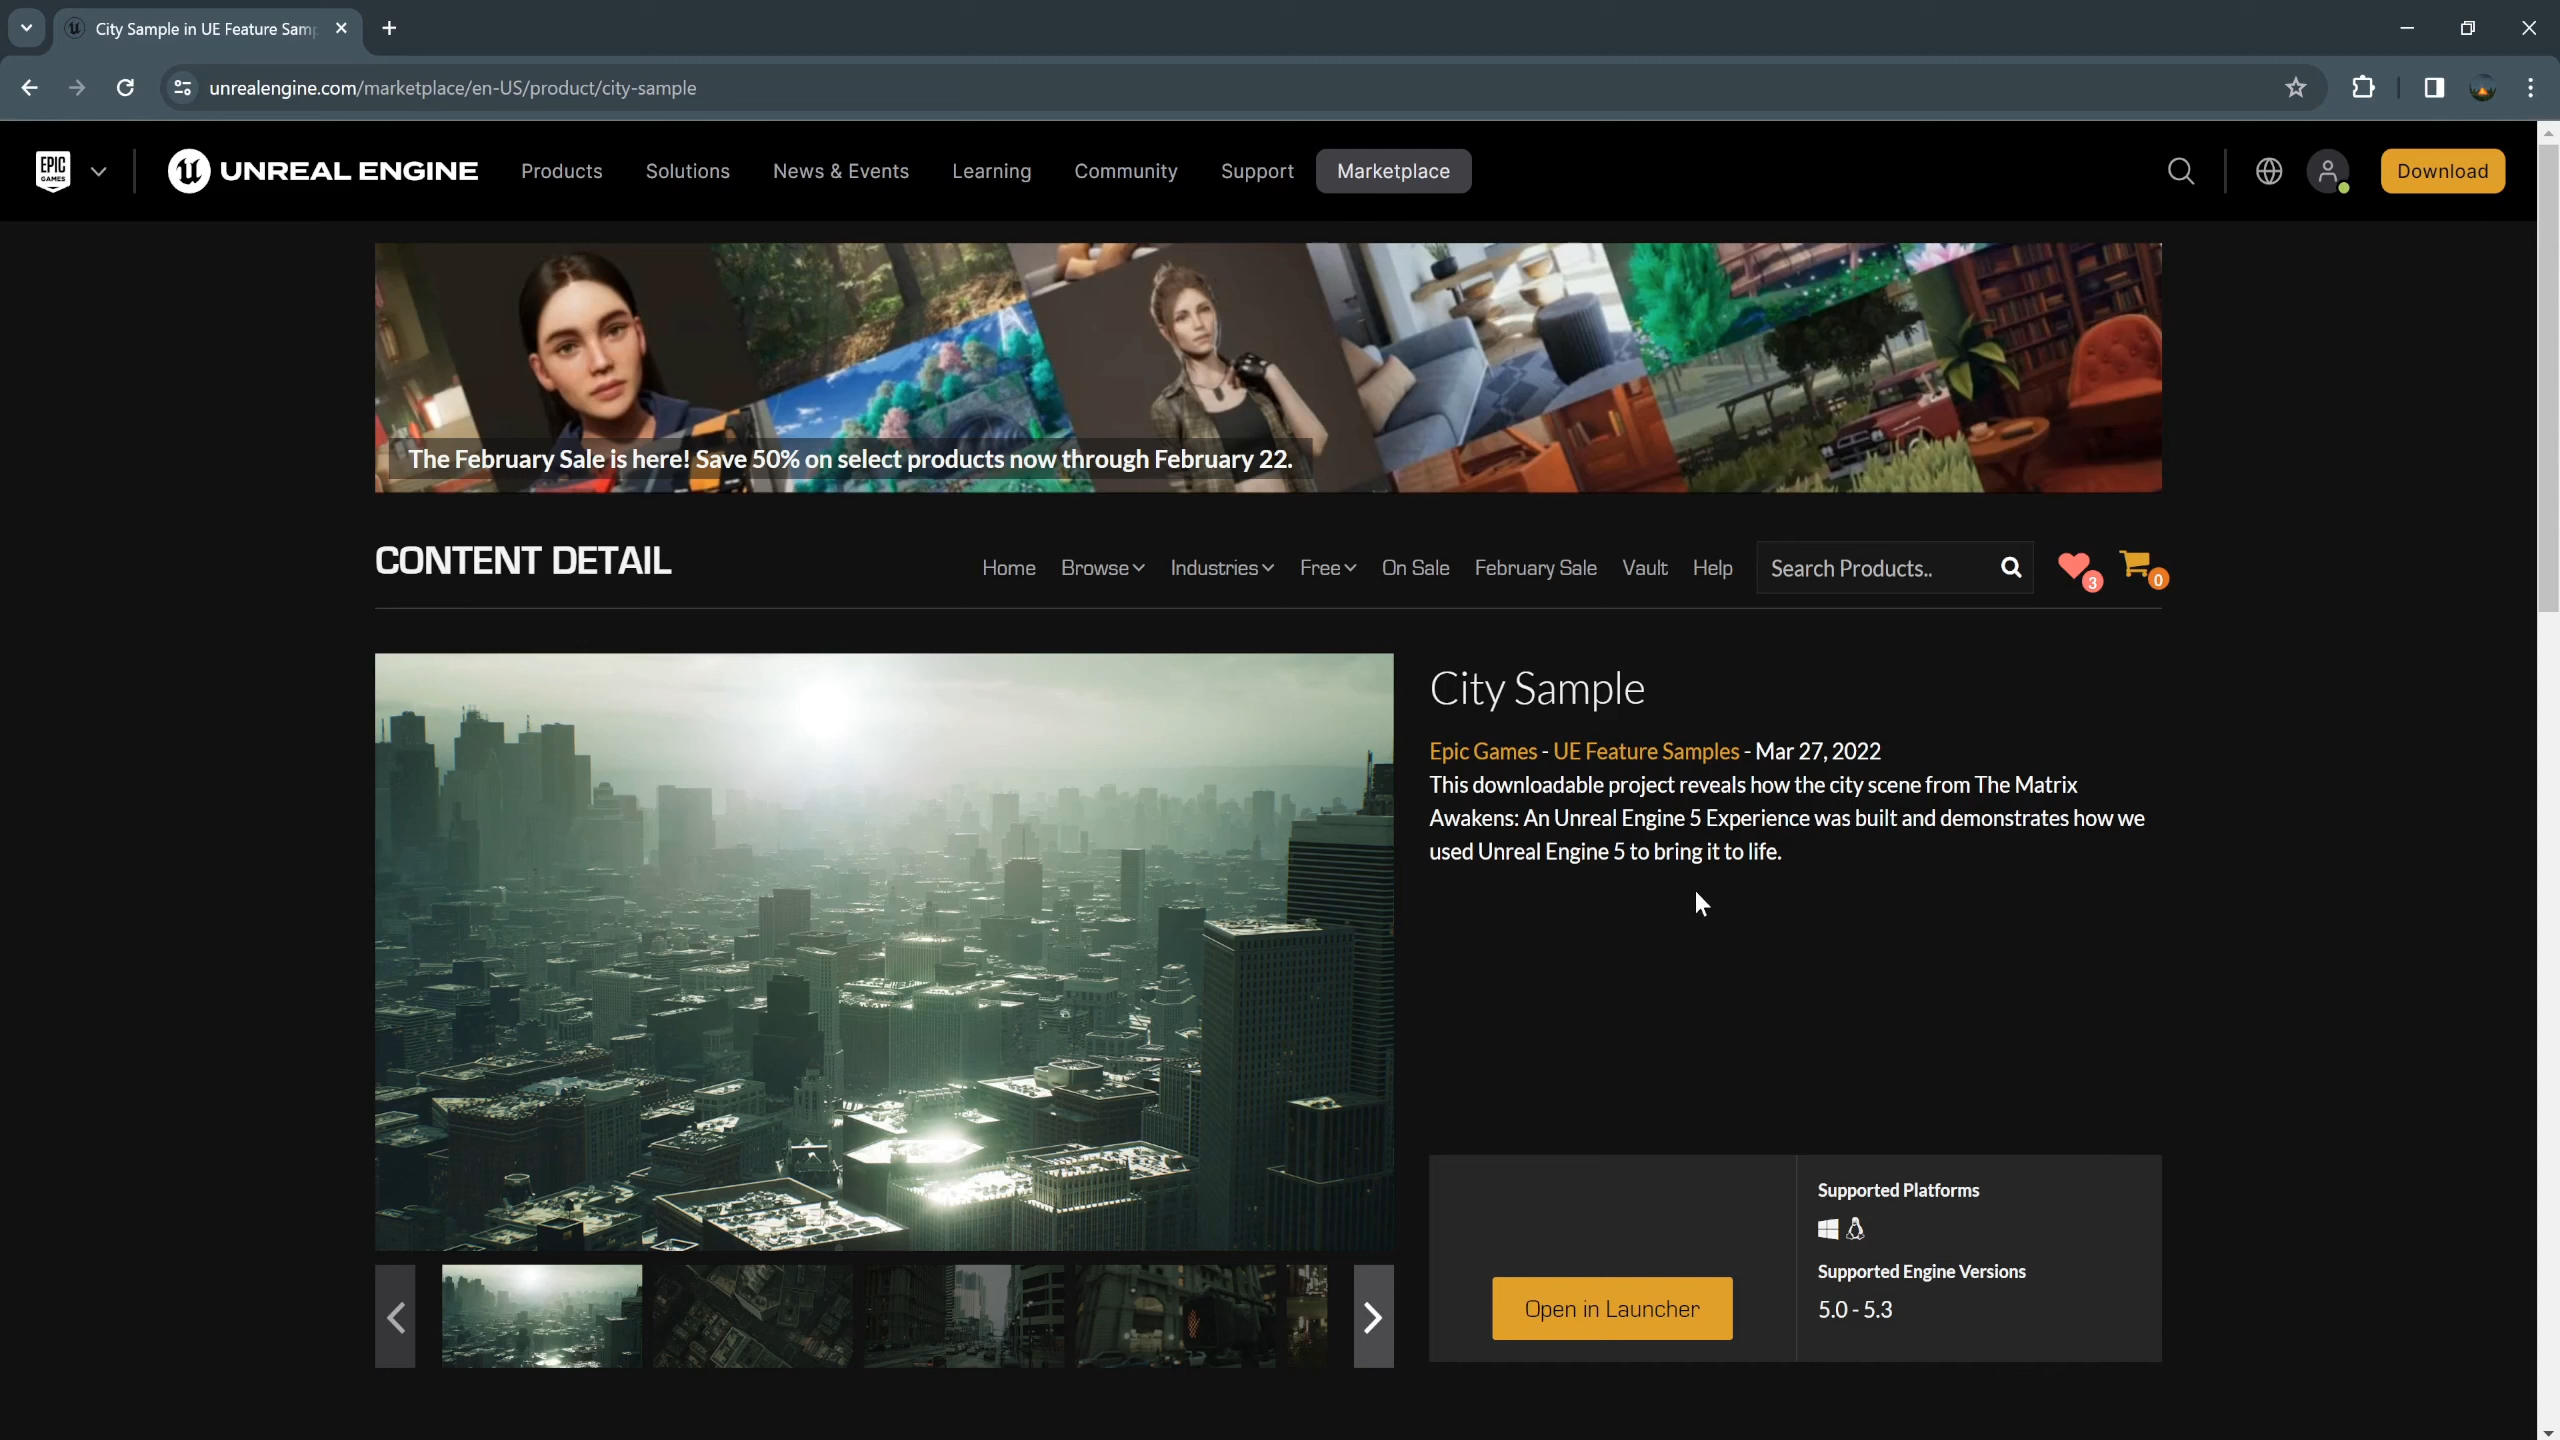 City Sample in UE Feature Sam
unrealengine.com/marketplace/en-US/product/city-sample
EPIC GAMES
UNREAL ENGINE
Products
Solutions
News & Events
Learning
Community
Support
Marketplace
Download
The February Sale is here! Save 50% on select products now through February 22.
CONTENT DETAIL
Home
Browse
Industries
Free
On Sale
February Sale
Vault
Help
Search Products..
3
0
City Sample
Epic Games - UE Feature Samples - Mar 27, 2022
This downloadable project reveals how the city scene from The Matrix
Awakens: An Unreal Engine 5 Experience was built and demonstrates how we
used Unreal Engine 5 to bring it to life.
Open in Launcher
Supported Platforms
Supported Engine Versions
5.0 - 5.3